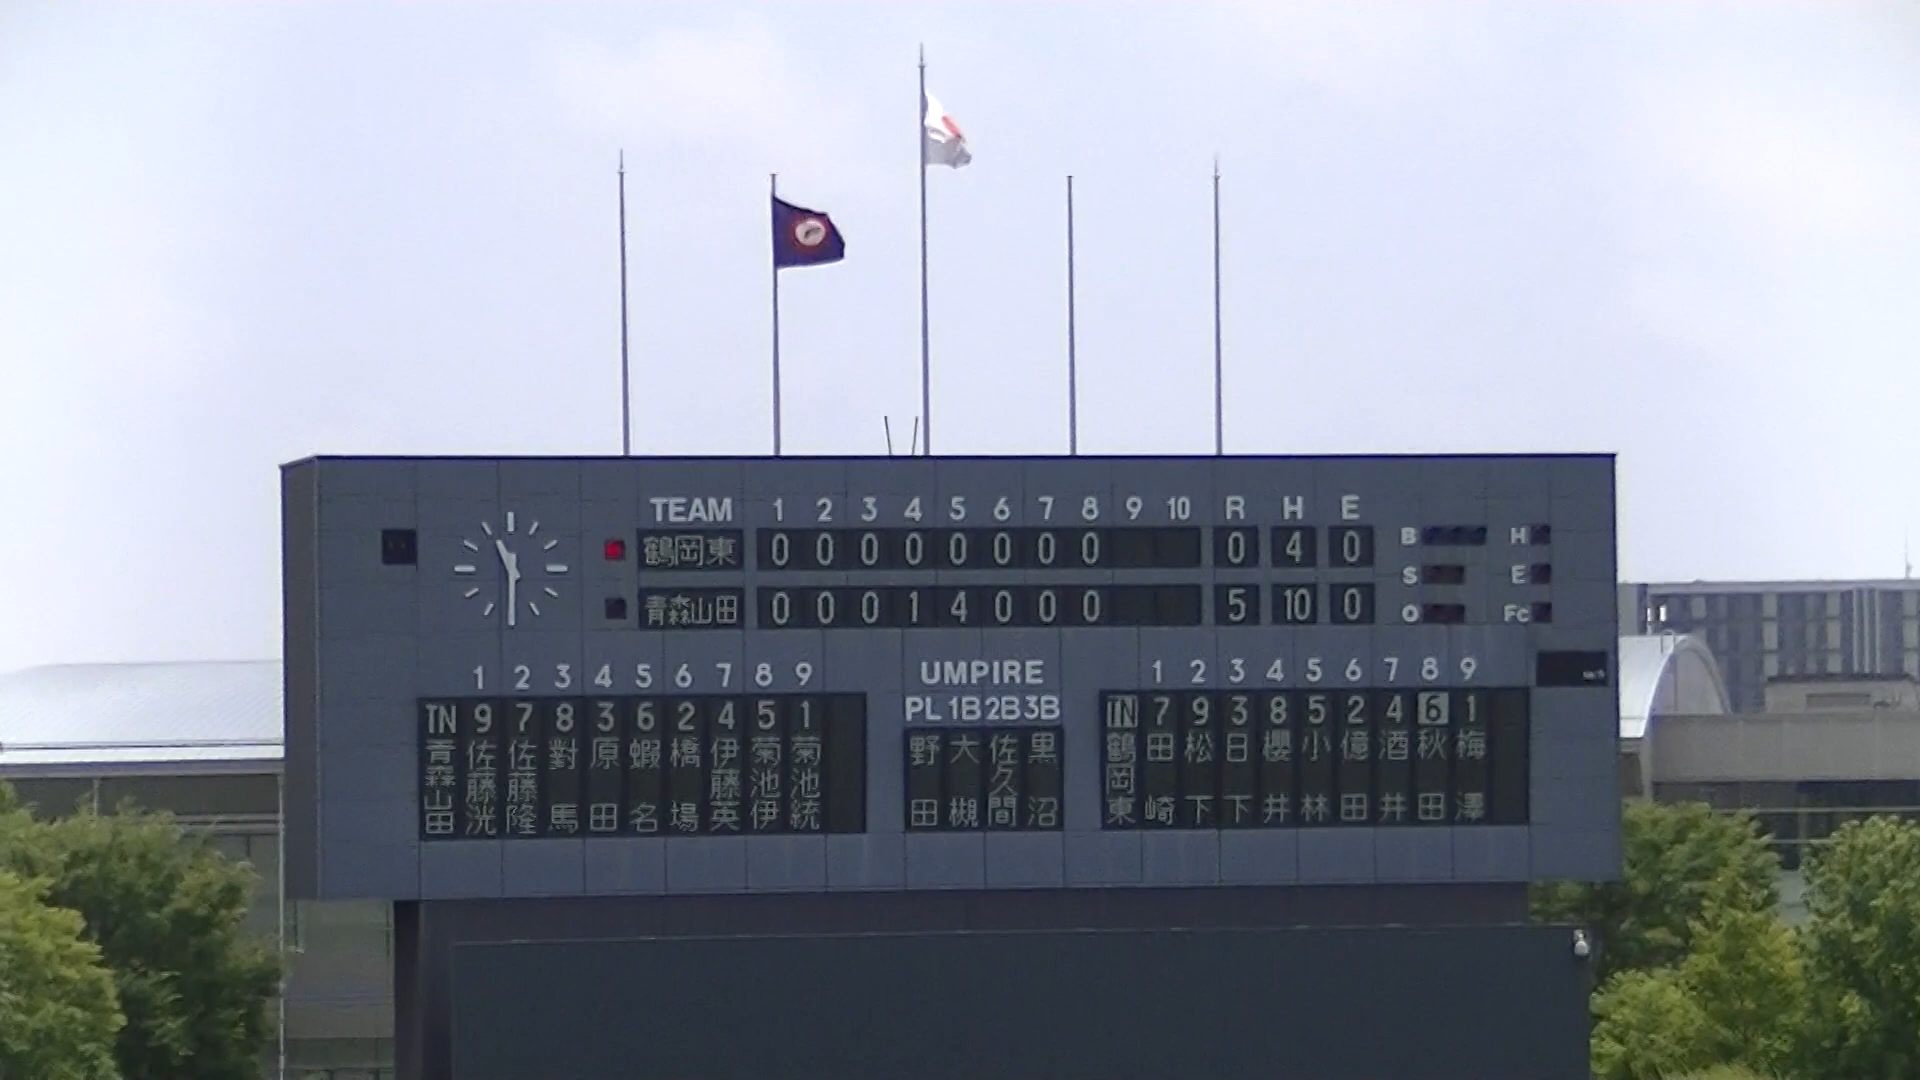 TEAM 1 2 3 4 5 6 7 8 9 10 R H E
鶴岡東 0 0 0 0 0 0 0 0 0 4 0
青森山田 0 0 0 1 4 0 0 0 5 10 0
B H
S E
O Fc
1 2 3 4 5 6 7 8 9
TN 9 7 8 3 6 2 4 5 1
青森山田
佐藤洸
佐藤隆
對馬
原田
蝦名
橋場
伊藤英
菊池伊
菊池統
UMPIRE
PL 1B 2B 3B
野田
大槻
佐久間
黒沼
1 2 3 4 5 6 7 8 9
TN 7 9 3 8 5 2 4 6 1
鶴岡東
田崎
松下
日下
櫻井
小林
億田
酒井
秋田
梅澤